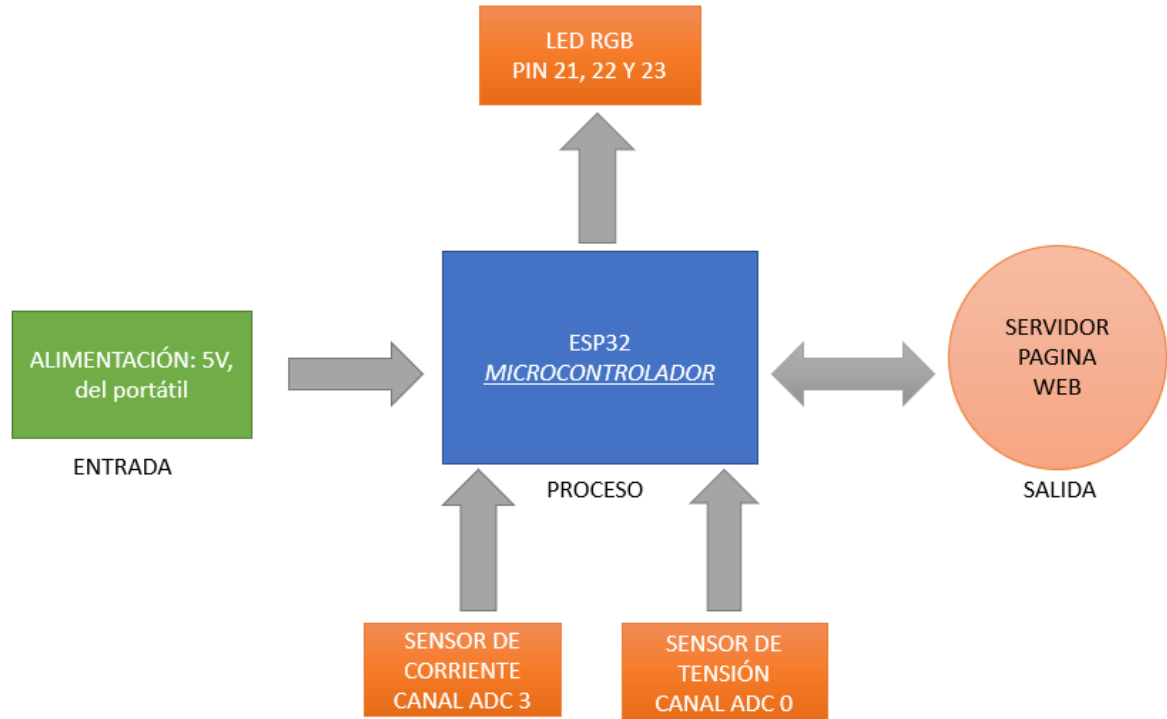 LED RGB
PIN 21, 22 Y 23
ALIMENTACIÓN: 5V,
del portátil
ENTRADA
ESP32
MICROCONTROLADOR
PROCESO
SERVIDOR
PAGINA
WEB
SALIDA
SENSOR DE
CORRIENTE
CANAL ADC 3
SENSOR DE
TENSIÓN
CANAL ADC 0